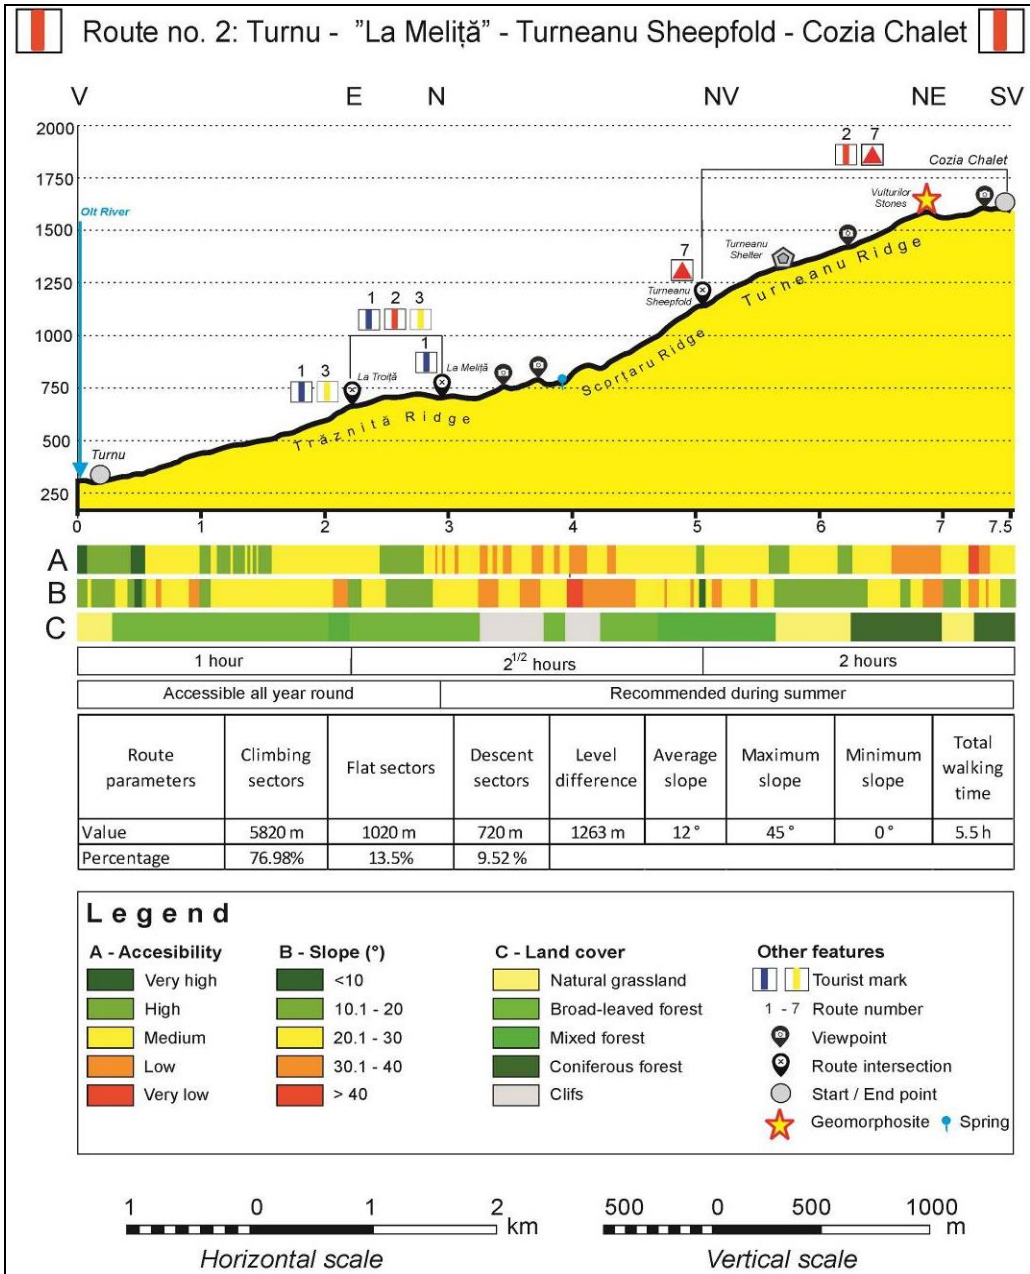 Route no. 2: Turnu - ”La Meliță” - Turneanu Sheepfold - Cozia Chalet
V E N NV NE SV
2000
1750
1500
1250
1000
750
500
250
2 7
Cozia Chalet
Vulturilor
Stones
Olt River
7
Turneanu
Shelter
Turneanu
Sheepfold
Turneanu Ridge
1 2 3
1
1 3
La Troiță
La Meliță
Scorțaru Ridge
Trăznită Ridge
Turnu
0 1 2 3 4 5 6 7 7.5
A
B
C
1 hour 2 1/2 hours 2 hours
Accessible all year round Recommended during summer
Route parameters Climbing sectors Flat sectors Descent sectors Level difference Average slope Maximum slope Minimum slope Total walking time
Value 5820 m 1020 m 720 m 1263 m 12 ° 45 ° 0 ° 5.5 h
Percentage 76.98% 13.5% 9.52 %
Legend
A - Accesibility B - Slope (°) C - Land cover Other features
Very high <10 Natural grassland Tourist mark
High 10.1 - 20 Broad-leaved forest 1 - 7 Route number
Medium 20.1 - 30 Mixed forest Viewpoint
Low 30.1 - 40 Coniferous forest Route intersection
Very low > 40 Clifs Start / End point
Geomorphosite Spring
1 0 1 2 km
Horizontal scale
500 0 500 1000 m
Vertical scale